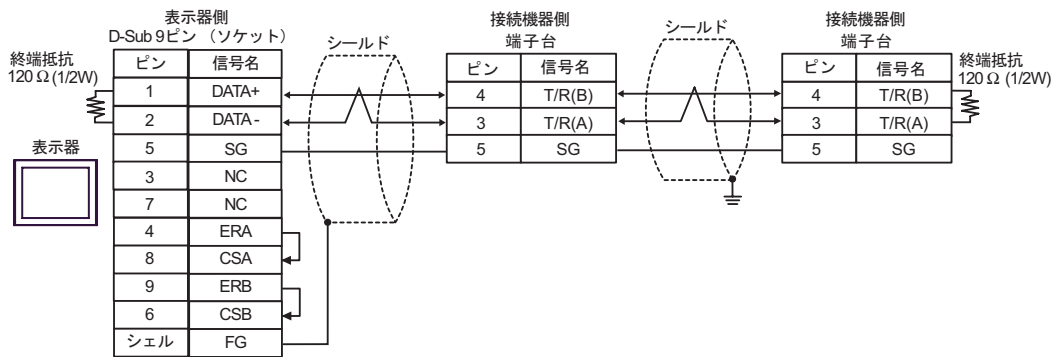 表示器側
D-Sub 9ピン （ソケット）
終端抵抗
120 Ω (1/2W)
ピン 信号名
1 DATA+
2 DATA-
5 SG
3 NC
7 NC
4 ERA
8 CSA
9 ERB
6 CSB
シェル FG
表示器
シールド
接続機器側
端子台
ピン 信号名
4 T/R(B)
3 T/R(A)
5 SG
シールド
接続機器側
端子台
ピン 信号名
4 T/R(B)
3 T/R(A)
5 SG
終端抵抗
120 Ω (1/2W)